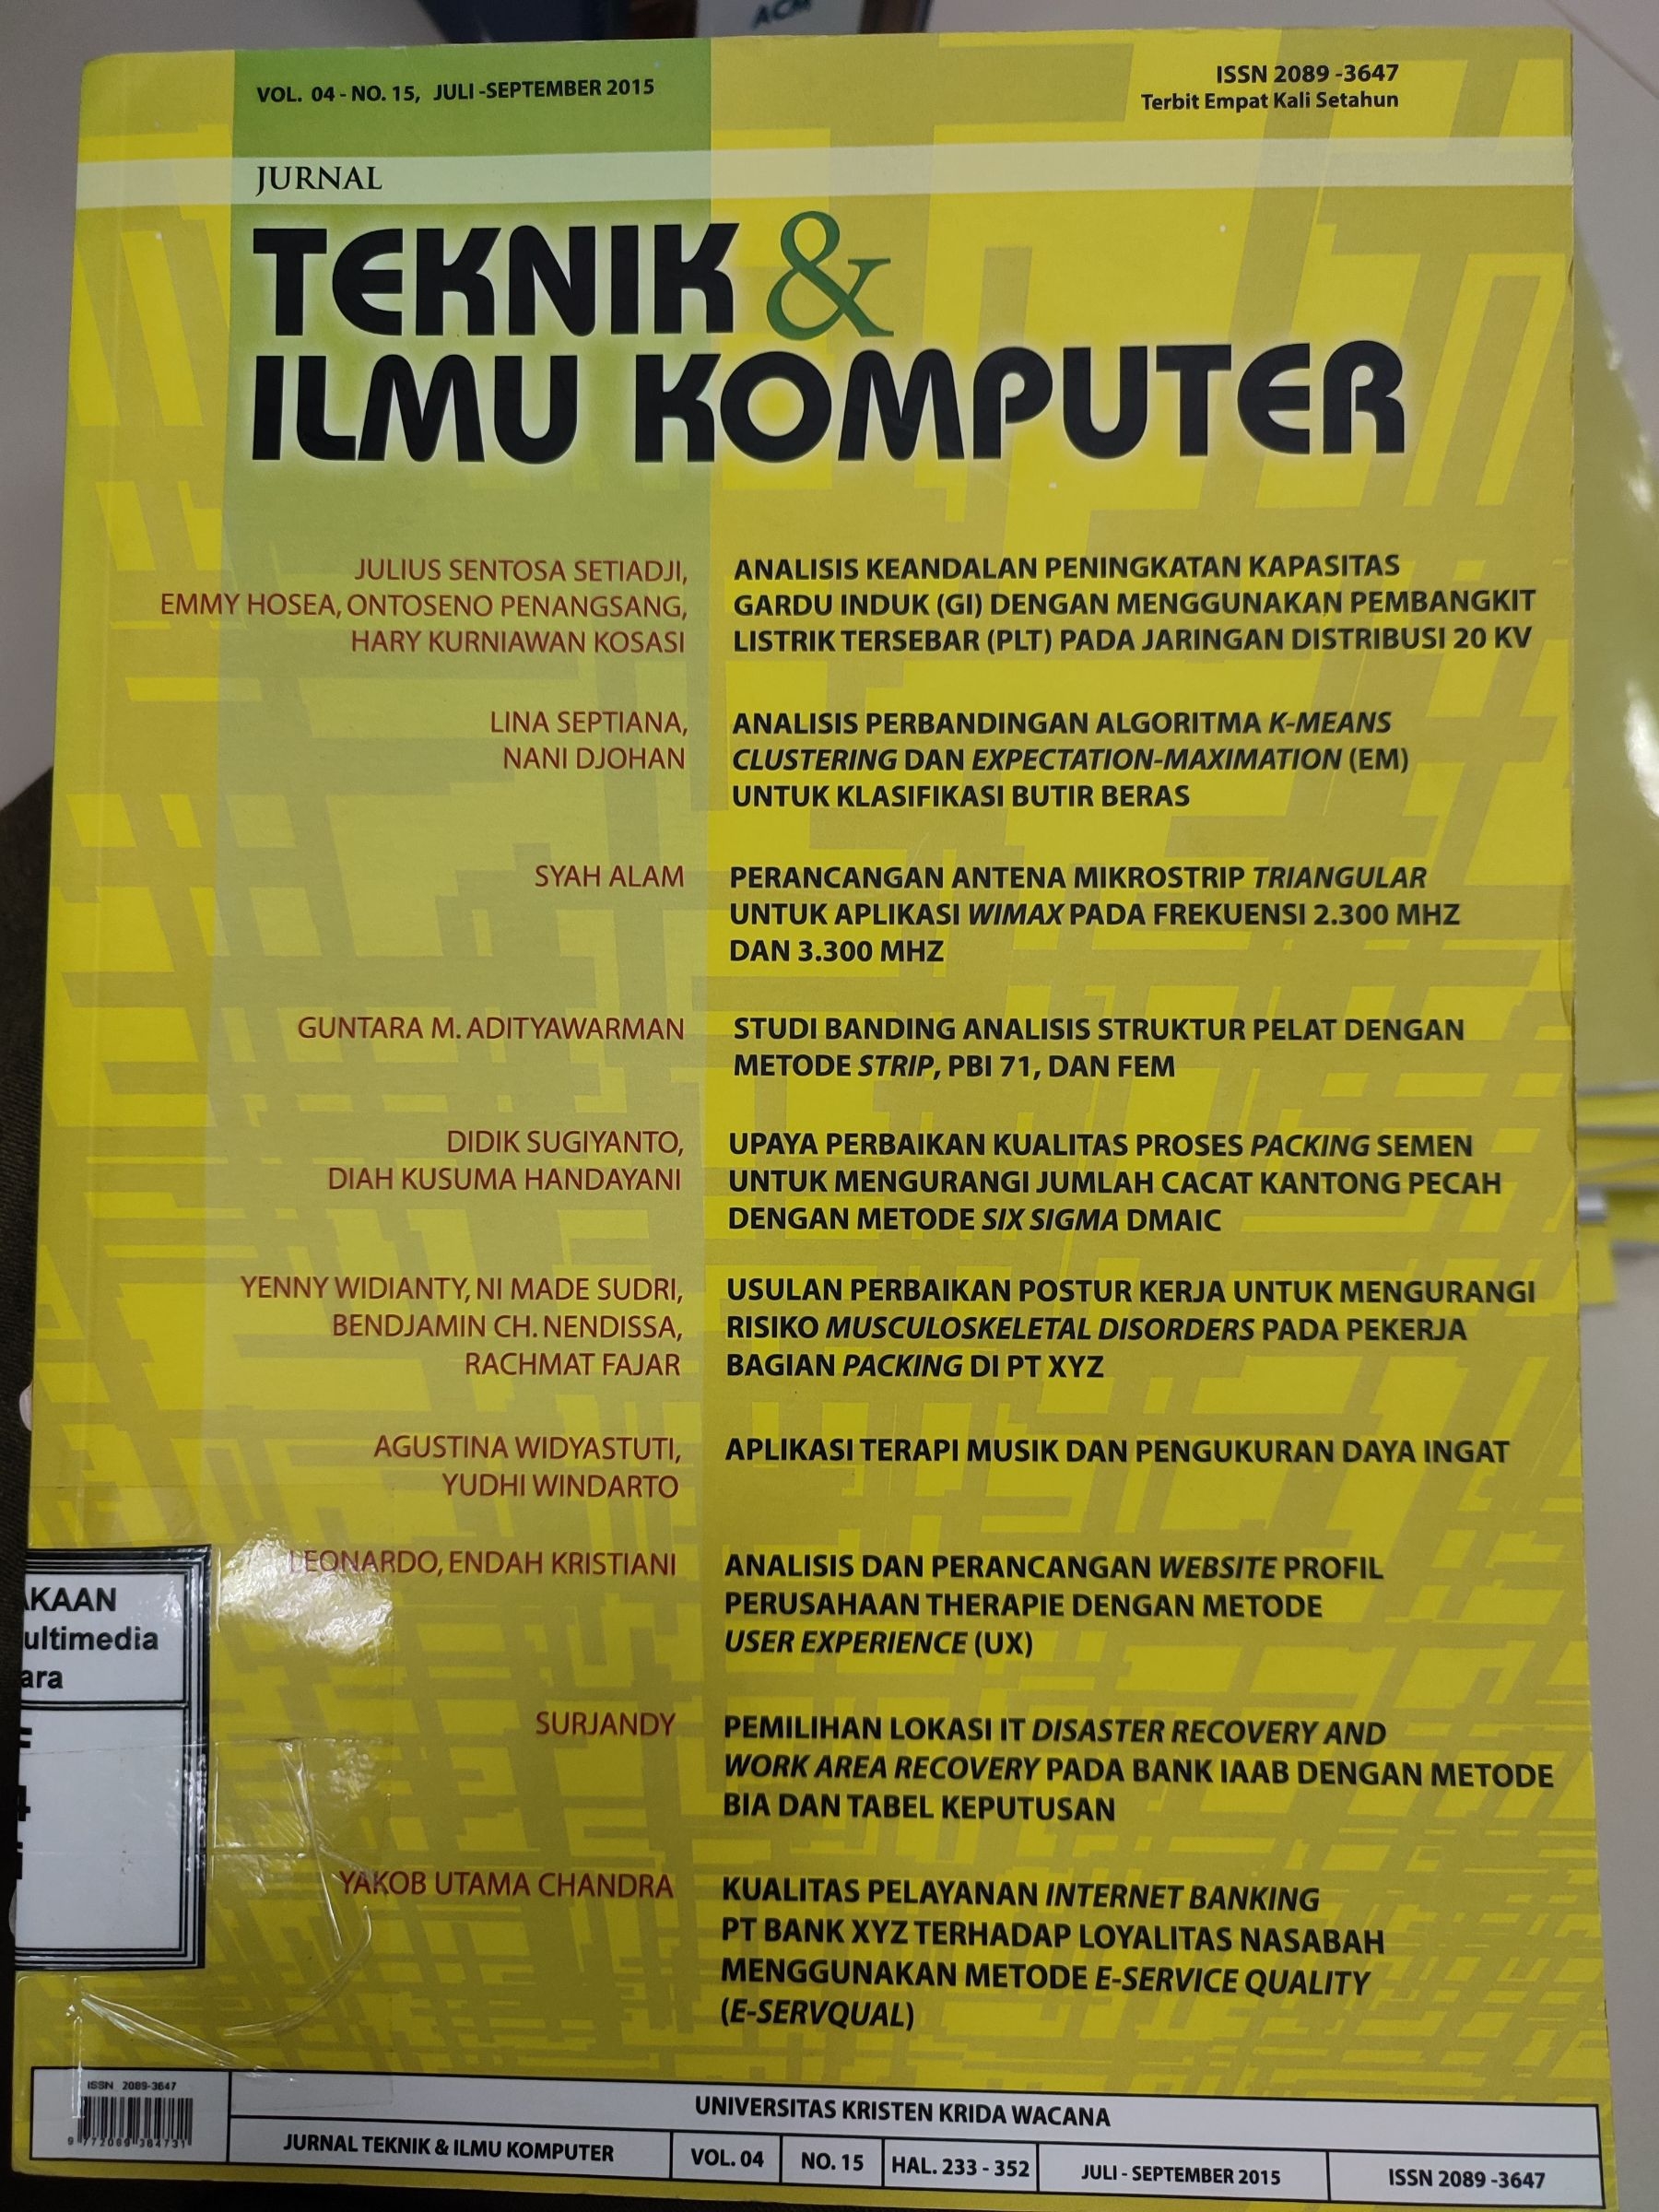 ACM
VOL. 04 - NO. 15, JULI -SEPTEMBER 2015
ISSN 2089 -3647
Terbit Empat Kali Setahun
JURNAL
TEKNIK &
ILMU KOMPUTER
JULIUS SENTOSA SETIADJI,
EMMY HOSEA, ONTOSENO PENANGSANG,
HARY KURNIAWAN KOSASI
ANALISIS KEANDALAN PENINGKATAN KAPASITAS
GARDU INDUK (GI) DENGAN MENGGUNAKAN PEMBANGKIT
LISTRIK TERSEBAR (PLT) PADA JARINGAN DISTRIBUSI 20 KV
LINA SEPTIANA,
NANI DJOHAN
ANALISIS PERBANDINGAN ALGORITMA K-MEANS
CLUSTERING DAN EXPECTATION-MAXIMATION (EM)
UNTUK KLASIFIKASI BUTIR BERAS
SYAH ALAM
PERANCANGAN ANTENA MIKROSTRIP TRIANGULAR
UNTUK APLIKASI WIMAX PADA FREKUENSI 2.300 MHZ
DAN 3.300 MHZ
GUNTARA M. ADITYAWARMAN
STUDI BANDING ANALISIS STRUKTUR PELAT DENGAN
METODE STRIP, PBI 71, DAN FEM
DIDIK SUGIYANTO,
DIAH KUSUMA HANDAYANI
UPAYA PERBAIKAN KUALITAS PROSES PACKING SEMEN
UNTUK MENGURANGI JUMLAH CACAT KANTONG PECAH
DENGAN METODE SIX SIGMA DMAIC
YENNY WIDIANTY, NI MADE SUDRI,
BENDJAMIN CH. NENDISSA,
RACHMAT FAJAR
USULAN PERBAIKAN POSTUR KERJA UNTUK MENGURANGI
RISIKO MUSCULOSKELETAL DISORDERS PADA PEKERJA
BAGIAN PACKING DI PT XYZ
AGUSTINA WIDYASTUTI,
YUDHI WINDARTO
APLIKASI TERAPI MUSIK DAN PENGUKURAN DAYA INGAT
LEONARDO, ENDAH KRISTIANI
ANALISIS DAN PERANCANGAN WEBSITE PROFIL
PERUSAHAAN THERAPIE DENGAN METODE
USER EXPERIENCE (UX)
SURJANDY
PEMILIHAN LOKASI IT DISASTER RECOVERY AND
WORK AREA RECOVERY PADA BANK IAAB DENGAN METODE
BIA DAN TABEL KEPUTUSAN
YAKOB UTAMA CHANDRA
KUALITAS PELAYANAN INTERNET BANKING
PT BANK XYZ TERHADAP LOYALITAS NASABAH
MENGGUNAKAN METODE E-SERVICE QUALITY
(E-SERVQUAL)
AKAAN
ultimedia
ara
ISSN 2089-3647
9 772089 364731
UNIVERSITAS KRISTEN KRIDA WACANA
JURNAL TEKNIK & ILMU KOMPUTER
VOL. 04
NO. 15
HAL. 233 - 352
JULI - SEPTEMBER 2015
ISSN 2089 -3647